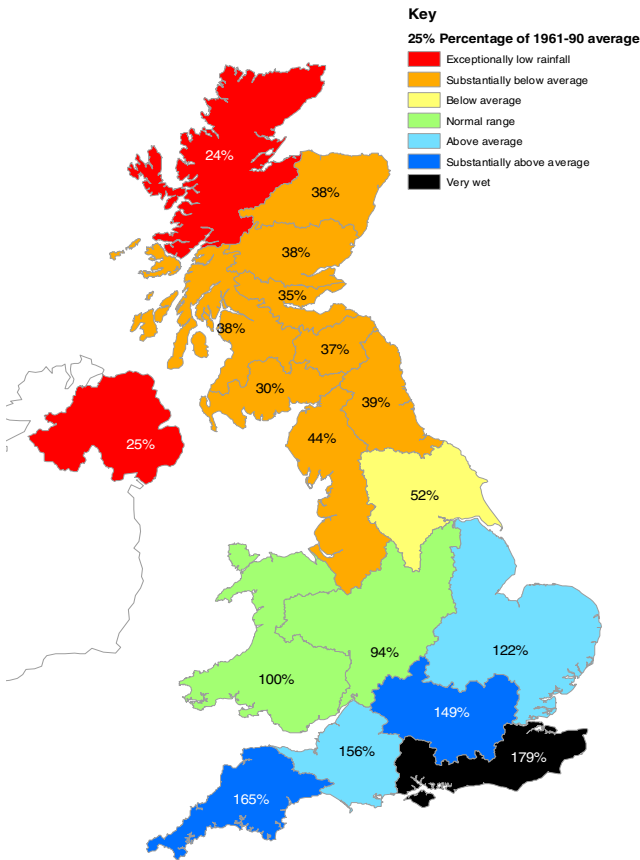 Key
25% Percentage of 1961-90 average
Exceptionally low rainfall
Substantially below average
Below average
Normal range
Above average
Substantially above average
Very wet
24%
38%
38%
35%
38%
37%
30%
39%
44%
25%
52%
94%
122%
100%
149%
156%
179%
165%